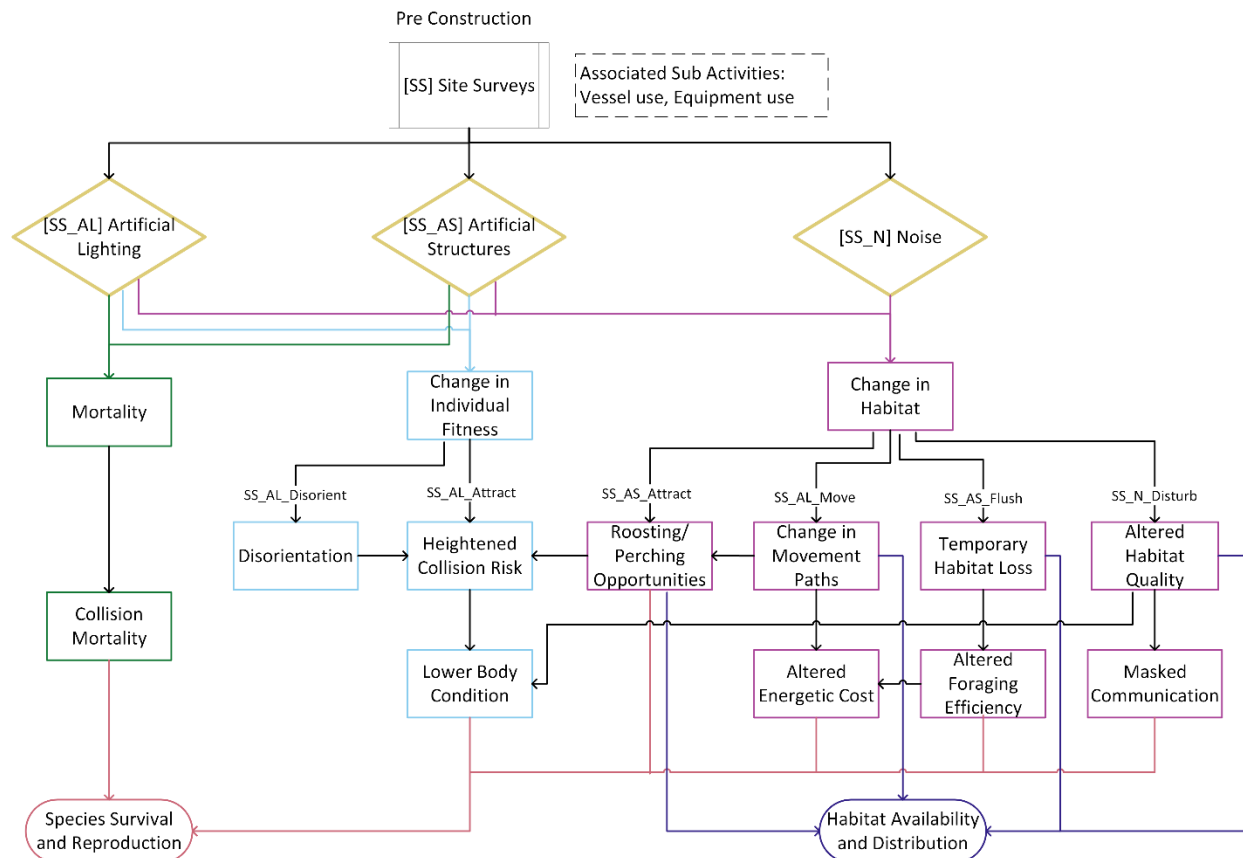 Pre Construction
[SS] Site Surveys
Associated Sub Activities:
Vessel use, Equipment use
[SS_AL] Artificial
Lighting
[SS_AS] Artificial
Structures
[SS_N] Noise
Mortality
Change in
Individual
Fitness
Change in
Habitat
SS_AL_Disorient
SS_AL_Attract
SS_AS_Attract
SS_AL_Move
SS_AS_Flush
SS_N_Disturb
Disorientation
Heightened
Collision Risk
Roosting/
Perching
Opportunities
Change in
Movement
Paths
Temporary
Habitat Loss
Altered
Habitat
Quality
Collision
Mortality
Lower Body
Condition
Altered
Energetic Cost
Altered
Foraging
Efficiency
Masked
Communication
Species Survival
and Reproduction
Habitat Availability
and Distribution